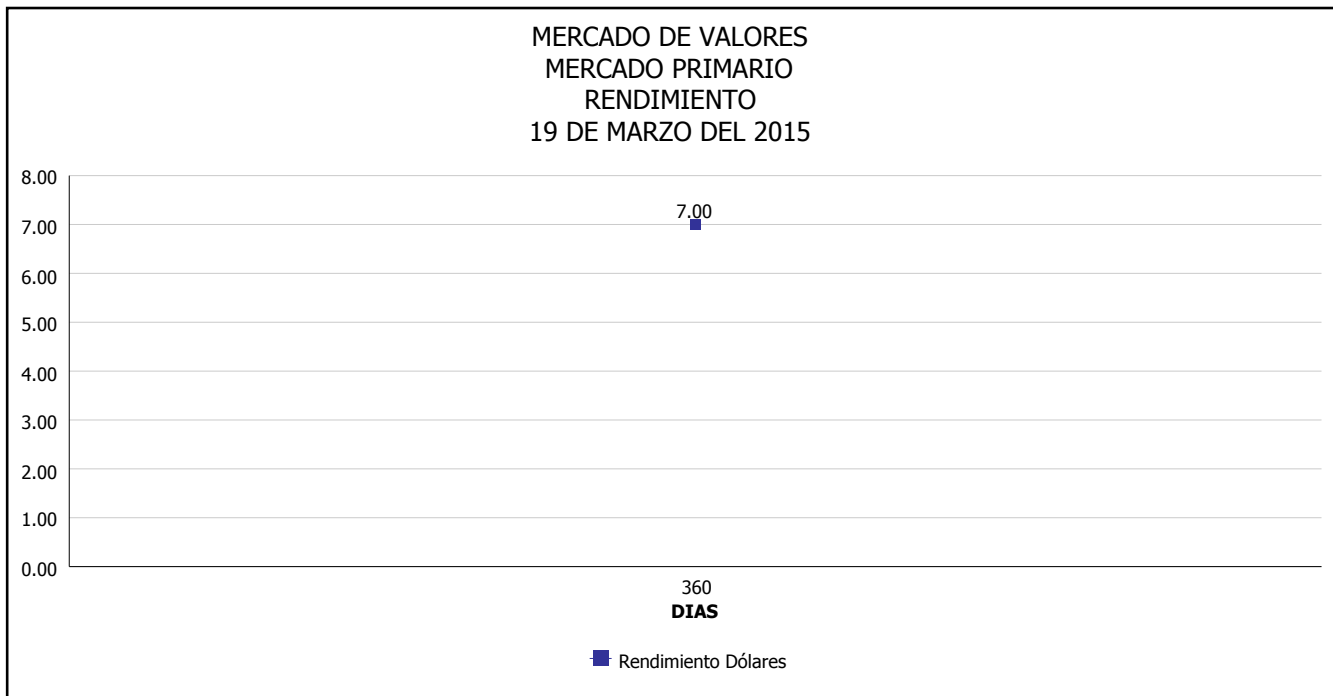 MERCADO DE VALORES
MERCADO PRIMARIO
RENDIMIENTO
19 DE MARZO DEL 2015
8.00
7.00
7.00
6.00
5.00
4.00
3.00
2.00
1.00
0.00
360
DIAS
Rendimiento Dólares